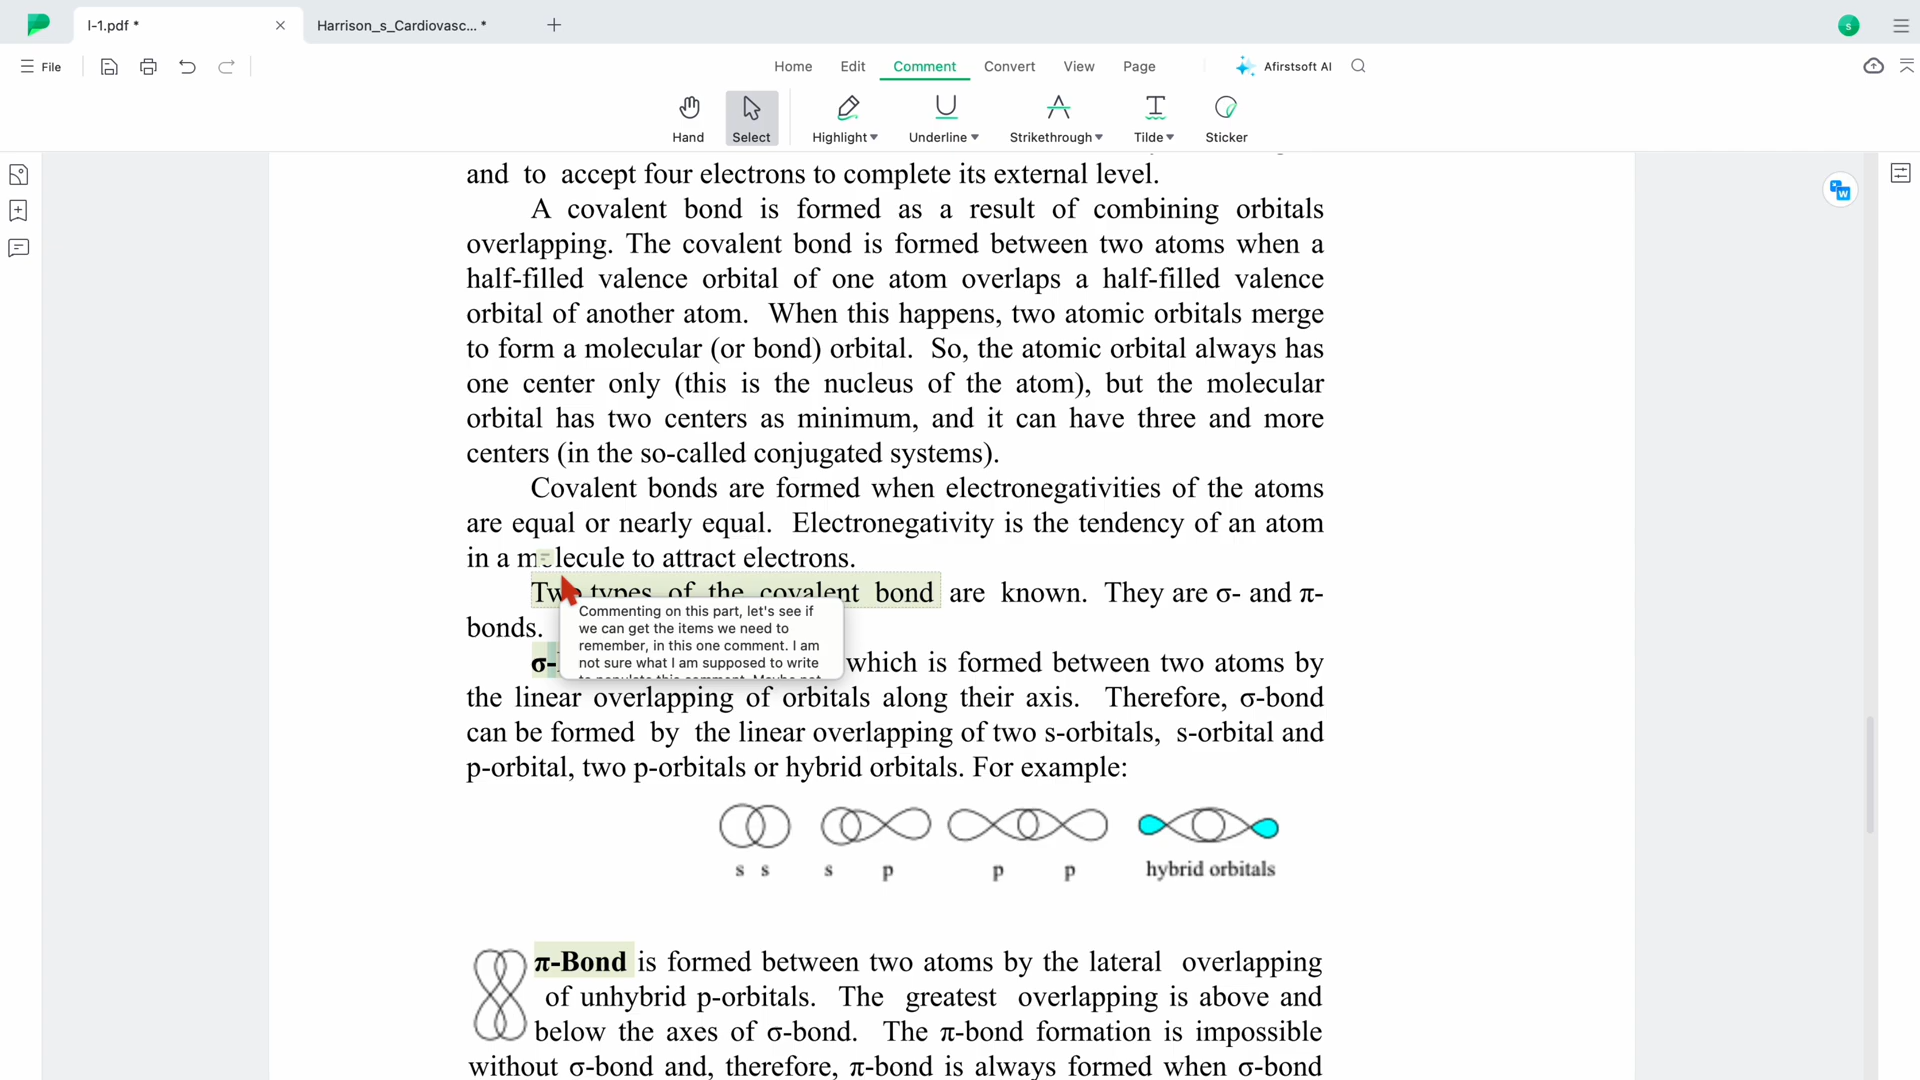 l-1.pdf *
Harrison_s_Cardiovasc... *
s
File
Home Edit Comment Convert View Page Afirstsoft AI
Hand Select Highlight Underline Strikethrough Tilde Sticker
and to accept four electrons to complete its external level.
A covalent bond is formed as a result of combining orbitals
overlapping. The covalent bond is formed between two atoms when a
half-filled valence orbital of one atom overlaps a half-filled valence
orbital of another atom. When this happens, two atomic orbitals merge
to form a molecular (or bond) orbital. So, the atomic orbital always has
one center only (this is the nucleus of the atom), but the molecular
orbital has two centers as minimum, and it can have three and more
centers (in the so-called conjugated systems).
Covalent bonds are formed when electronegativities of the atoms
are equal or nearly equal. Electronegativity is the tendency of an atom
in a molecule to attract electrons.
Two types of the covalent bond are known. They are σ- and π-
bonds.
Commenting on this part, let's see if
we can get the items we need to
remember, in this one comment. I am
not sure what I am supposed to write
σ- which is formed between two atoms by
the linear overlapping of orbitals along their axis. Therefore, σ-bond
can be formed by the linear overlapping of two s-orbitals, s-orbital and
p-orbital, two p-orbitals or hybrid orbitals. For example:
s s s p p p hybrid orbitals
π-Bond is formed between two atoms by the lateral overlapping
of unhybrid p-orbitals. The greatest overlapping is above and
below the axes of σ-bond. The π-bond formation is impossible
without σ-bond and, therefore, π-bond is always formed when σ-bond